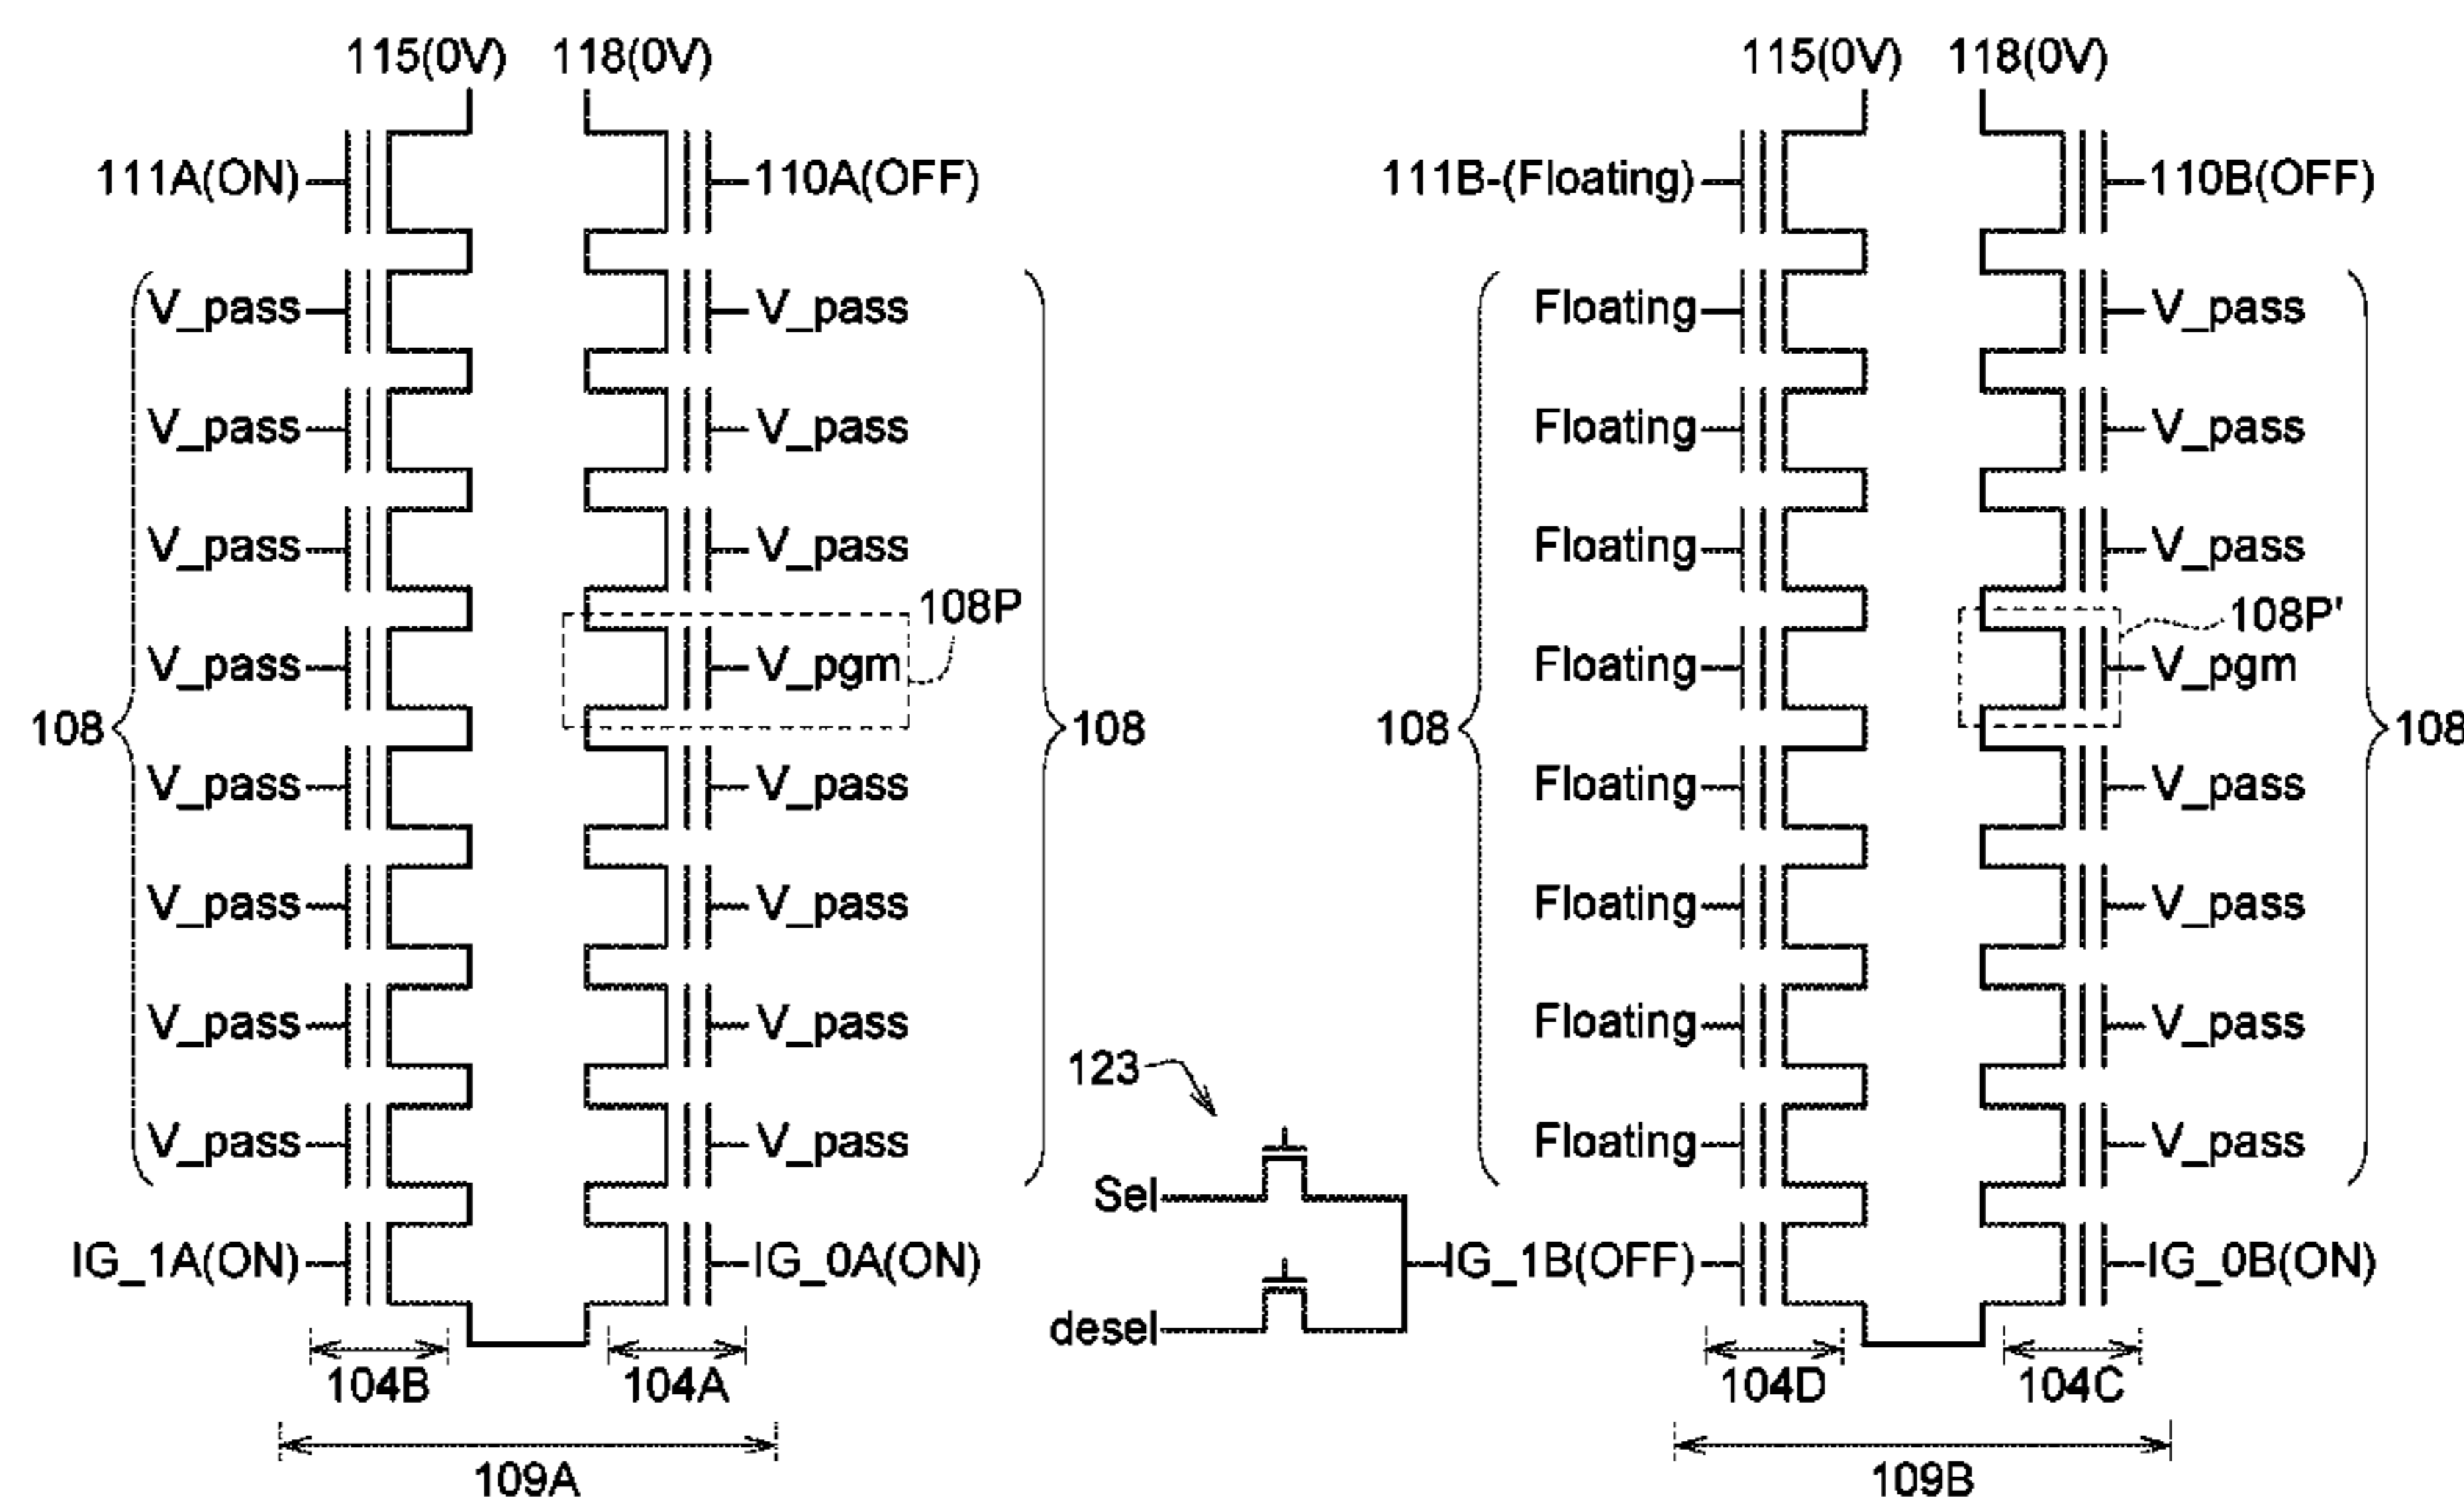 115(0V) 118(0V) 115(0V) 118(0V)
111A(ON) 110A(OFF) 111B-(Floating) 110B(OFF)
V_pass V_pass Floating V_pass
V_pass V_pass Floating V_pass
V_pass V_pass Floating V_pass
108P 108P'
V_pass V_pgm Floating V_pgm
108 108 108 108
V_pass V_pass Floating V_pass
V_pass V_pass Floating V_pass
V_pass V_pass Floating V_pass
123
V_pass V_pass Floating V_pass
Sel
IG_1A(ON) IG_0A(ON) IG_1B(OFF) IG_0B(ON)
desel
104B 104A 104D 104C
109A 109B